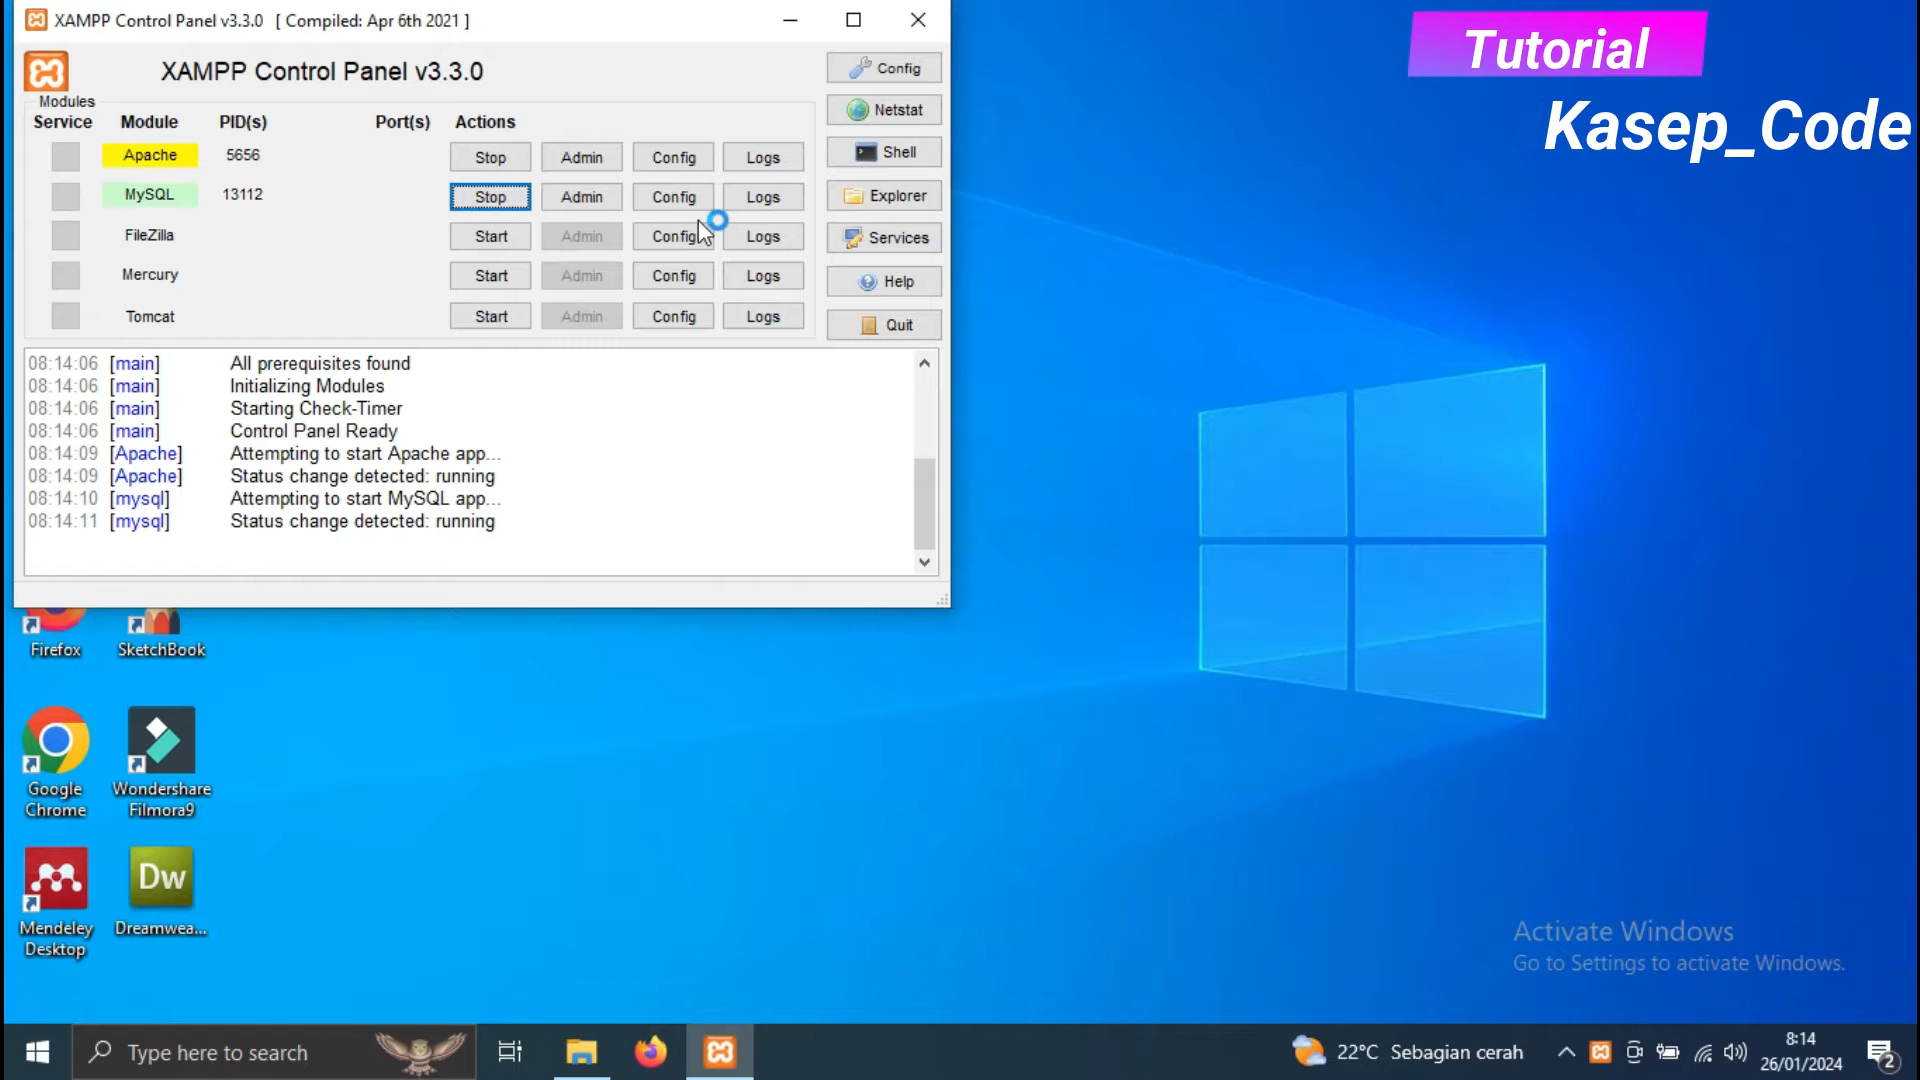 XAMPP Control Panel v3.3.0 [ Compiled: Apr 6th 2021 ]
Tutorial
Kasep_Code
XAMPP Control Panel v3.3.0
Config
Modules
Service Module PID(s) Port(s) Actions
Netstat
Apache 5656 Stop Admin Config Logs
Shell
MySQL 13112 Stop Admin Config Logs
Explorer
FileZilla Start Admin Config Logs
Services
Mercury Start Admin Config Logs
Help
Tomcat Start Admin Config Logs
Quit
08:14:06 [main] All prerequisites found
08:14:06 [main] Initializing Modules
08:14:06 [main] Starting Check-Timer
08:14:06 [main] Control Panel Ready
08:14:09 [Apache] Attempting to start Apache app...
08:14:09 [Apache] Status change detected: running
08:14:10 [mysql] Attempting to start MySQL app...
08:14:11 [mysql] Status change detected: running
Firefox
SketchBook
Google
Chrome
Wondershare
Filmora9
Mendeley
Desktop
Dw
Dreamwea...
Activate Windows
Go to Settings to activate Windows.
Type here to search
22°C Sebagian cerah
8:14
26/01/2024
2